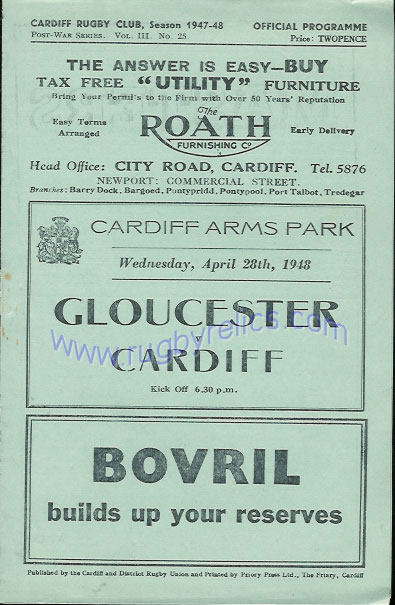 CARDIFF RUGBY CLUB, Season 1947-48 OFFICIAL PROGRAMME
POST-WAR SERIES. VOL. III. No. 25 Price: TWOPENCE
THE ANSWER IS EASY—BUY
TAX FREE "UTILITY" FURNITURE
Bring Your Permits to the Firm with Over 50 Years' Reputation
The
Easy Terms Arranged ROATH Early Delivery
FURNISHING Co
Head Office: CITY ROAD, CARDIFF. Tel. 5876
NEWPORT: COMMERCIAL STREET.
Branches: Barry Dock, Bargoed, Pontypridd, Pontypool, Port Talbot, Tredegar
CARDIFF ARMS PARK
Wednesday, April 28th, 1948
GLOUCESTER
v
www.rugbyrelics.com
CARDIFF
Kick Off 6.30 p.m.
BOVRIL
builds up your reserves
Published by the Cardiff and District Rugby Union and Printed by Priory Press Ltd., The Friary, Cardiff